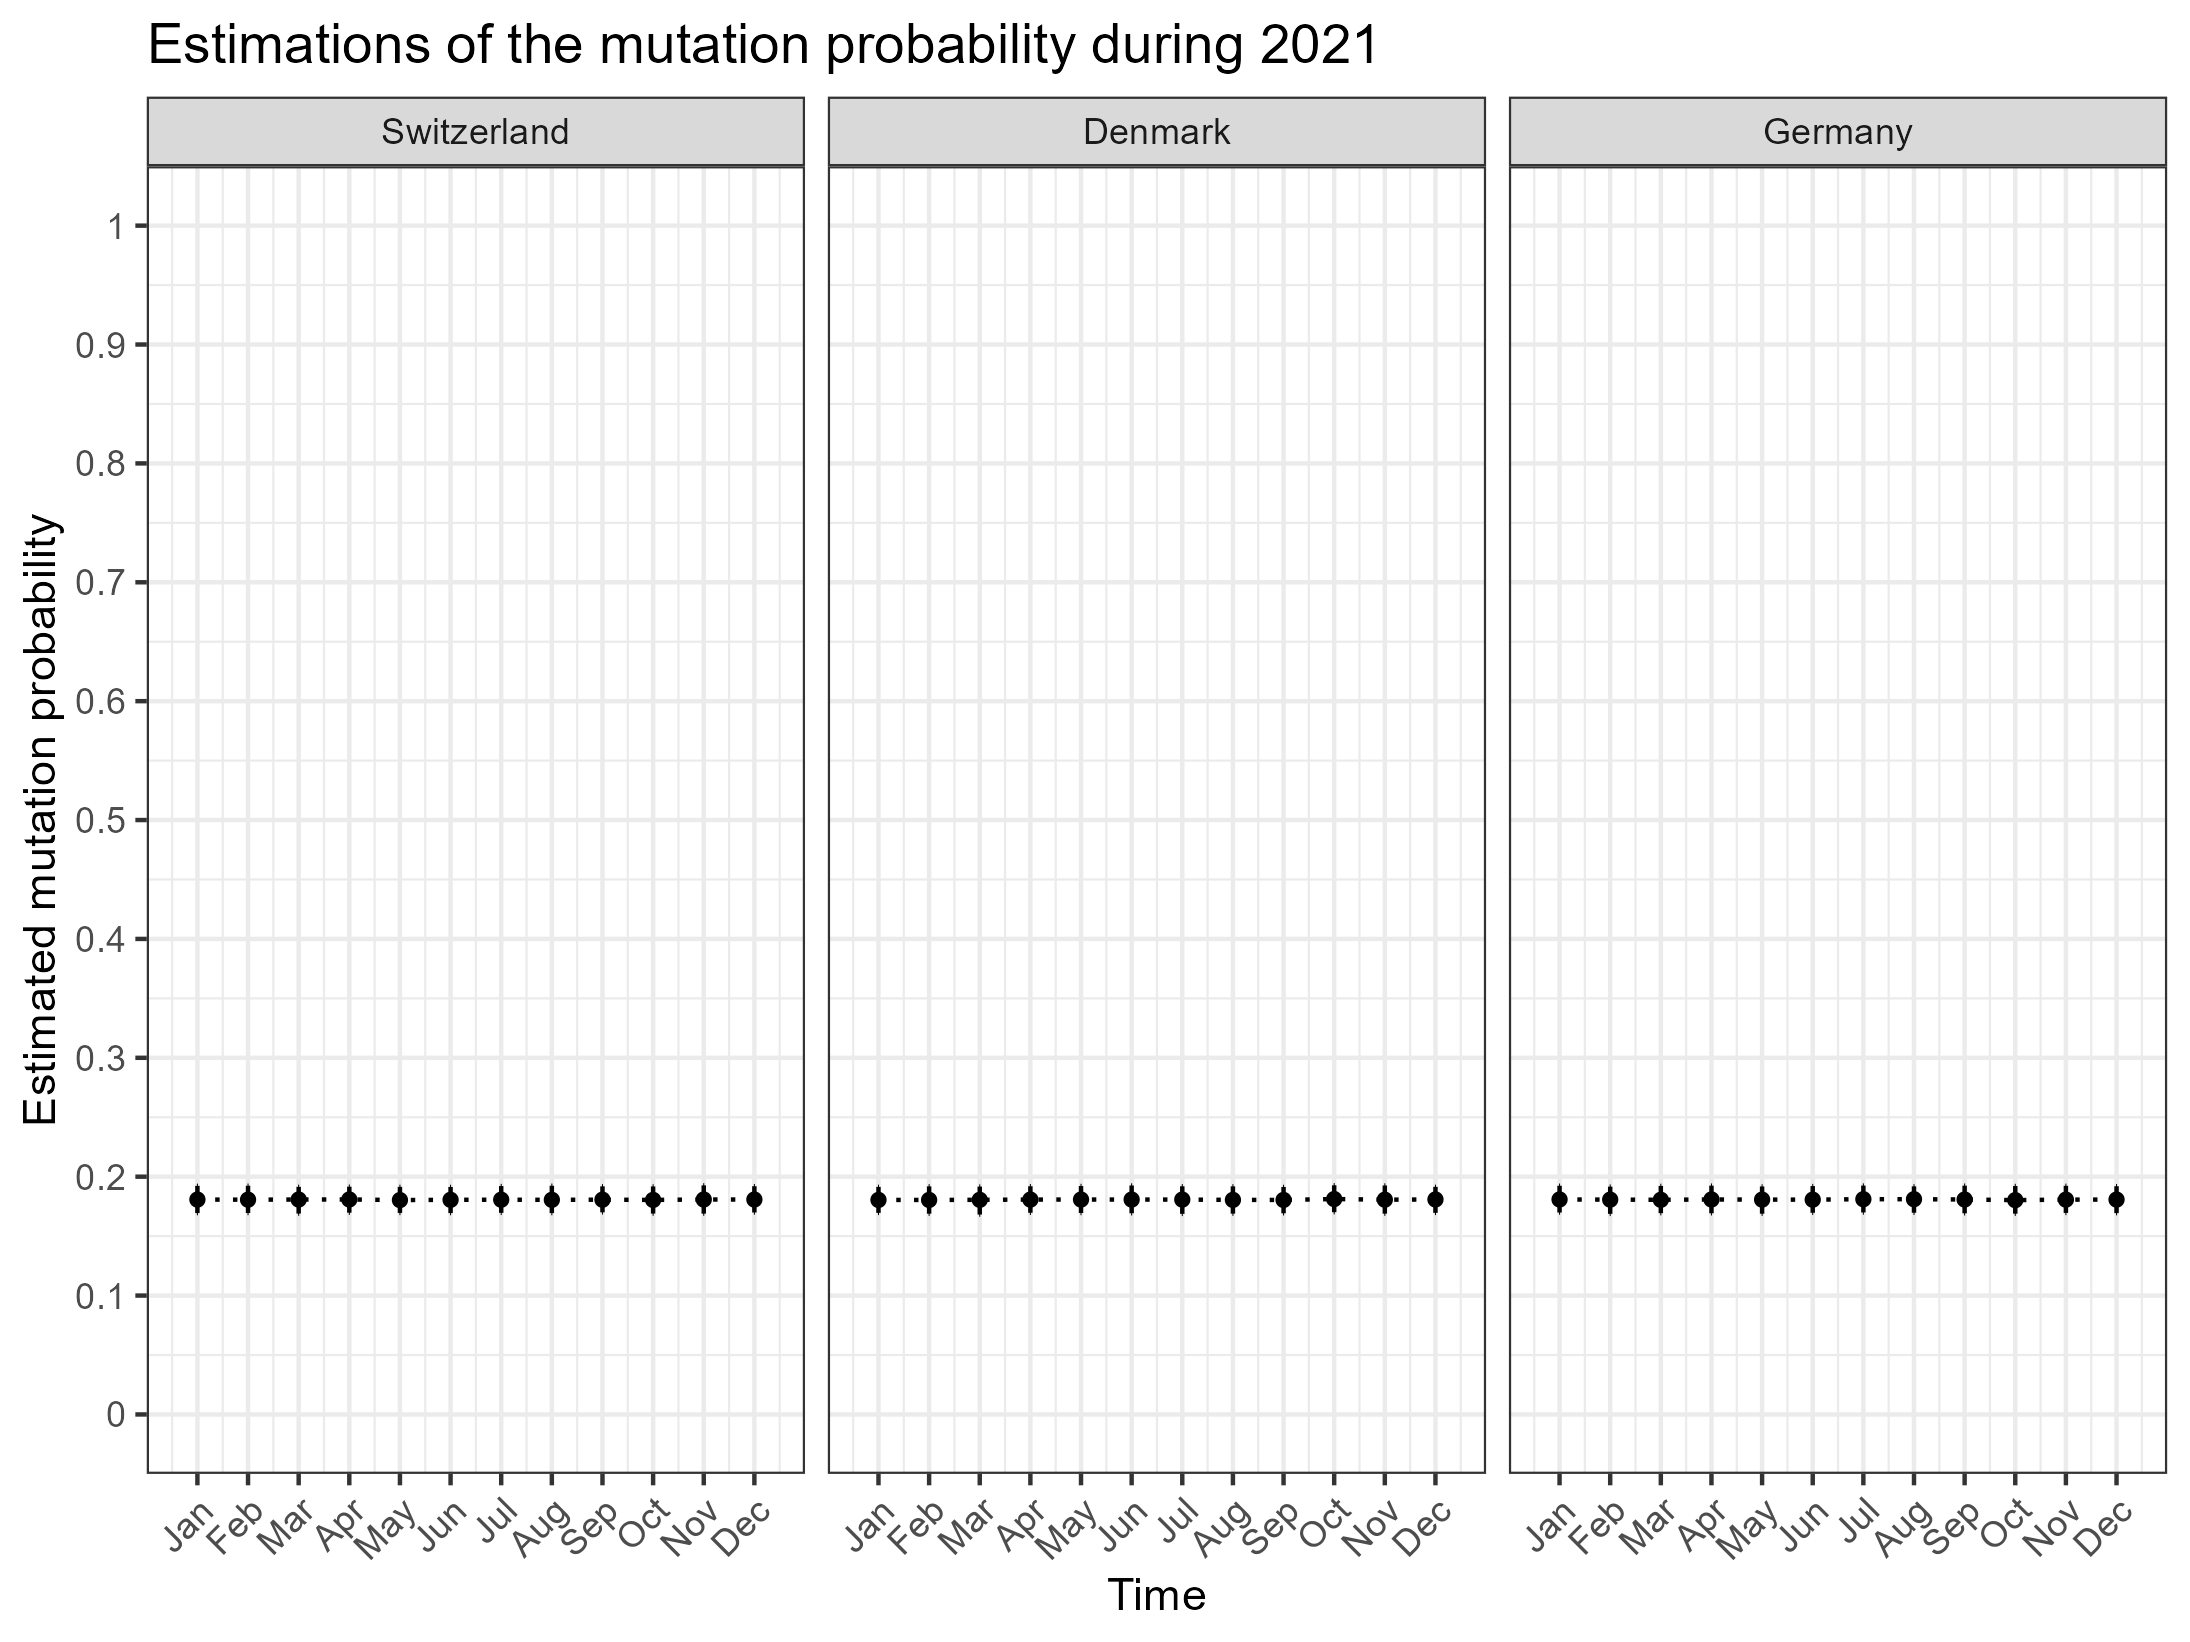 Estimations of the mutation probability during 2021
Switzerland
Denmark
Germany
Estimated mutation probability
1
0.9
0.8
0.7
0.6
0.5
0.4
0.3
0.2
0.1
0
Jan Feb Mar Apr May Jun Jul Aug Sep Oct Nov Dec
Jan Feb Mar Apr May Jun Jul Aug Sep Oct Nov Dec
Jan Feb Mar Apr May Jun Jul Aug Sep Oct Nov Dec
Time